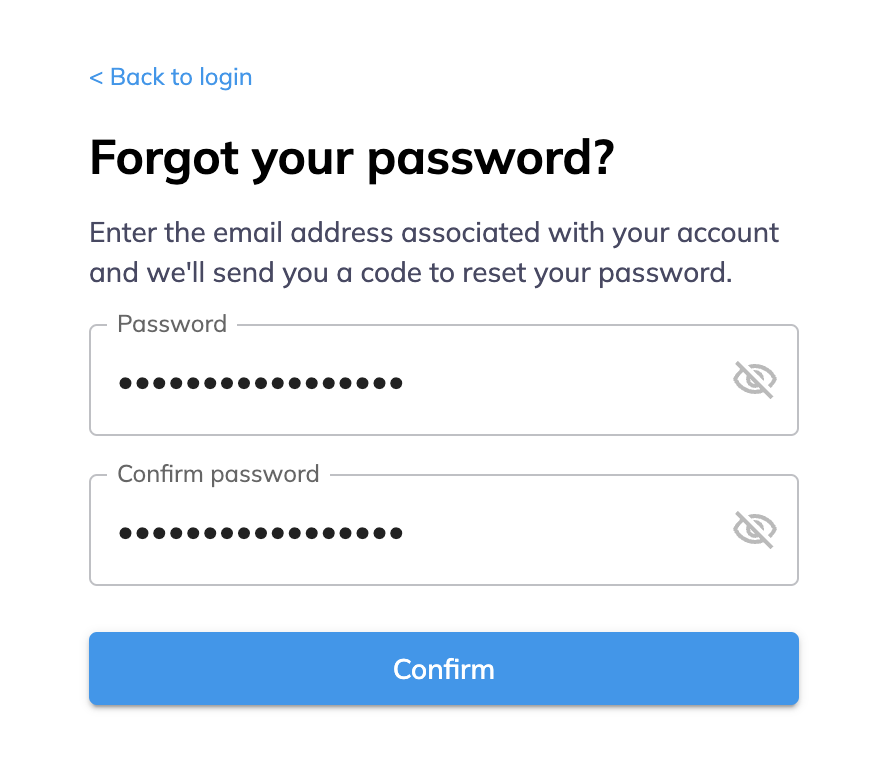 < Back to login
Forgot your password?
Enter the email address associated with your account
and we'll send you a code to reset your password.
Password
•••••••••••••••••
Confirm password
•••••••••••••••••
Confirm